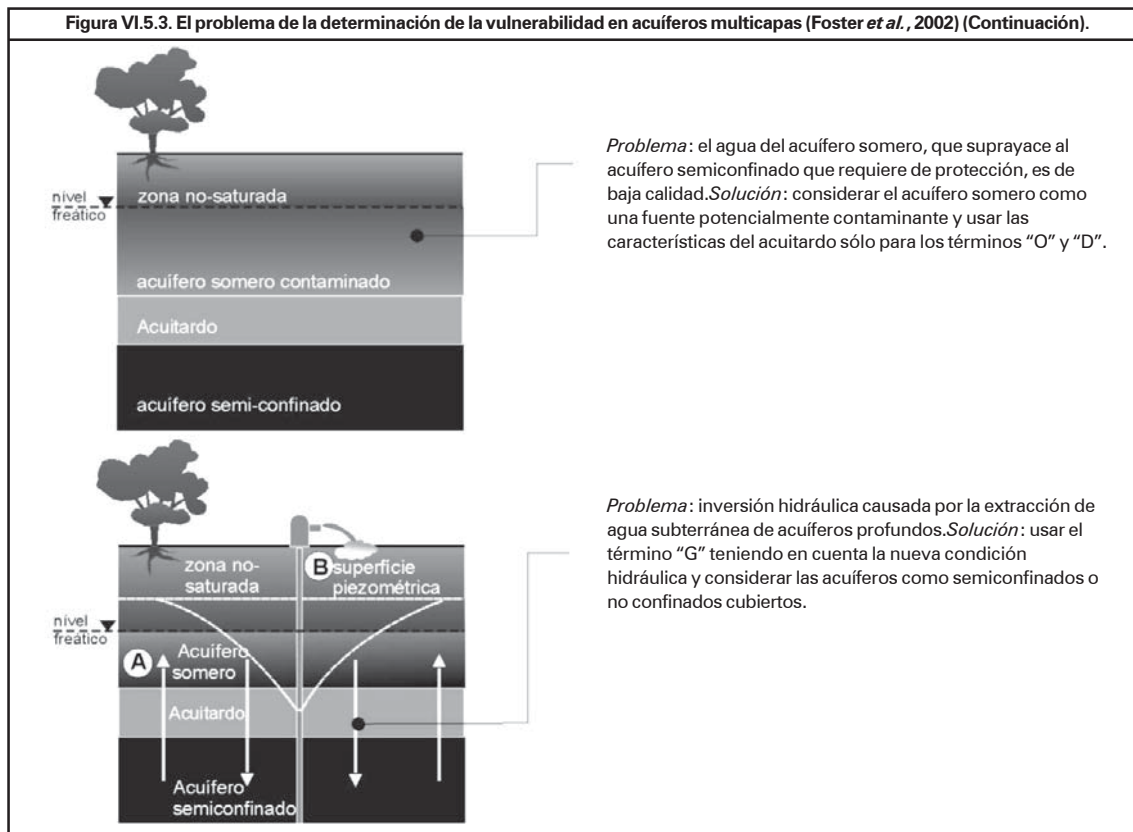 Figura VI.5.3. El problema de la determinación de la vulnerabilidad en acuíferos multicapas (Foster et al., 2002) (Continuación).
zona no-saturada
nível
freático
acuífero somero contaminado
Acuitardo
acuífero semi-confinado
Problema: el agua del acuífero somero, que suprayace al
acuífero semiconfinado que requiere de protección, es de
baja calidad.Solución: considerar el acuífero somero como
una fuente potencialmente contaminante y usar las
características del acuitardo sólo para los términos “O” y “D”.
zona no-
saturada
B
superfície
piezométrica
nível
freático
A
Acuífero
somero
Acuitardo
Acuífero
semiconfinado
Problema: inversión hidráulica causada por la extracción de
agua subterránea de acuíferos profundos.Solución: usar el
término “G” teniendo en cuenta la nueva condición
hidráulica y considerar las acuíferos como semiconfinados o
no confinados cubiertos.